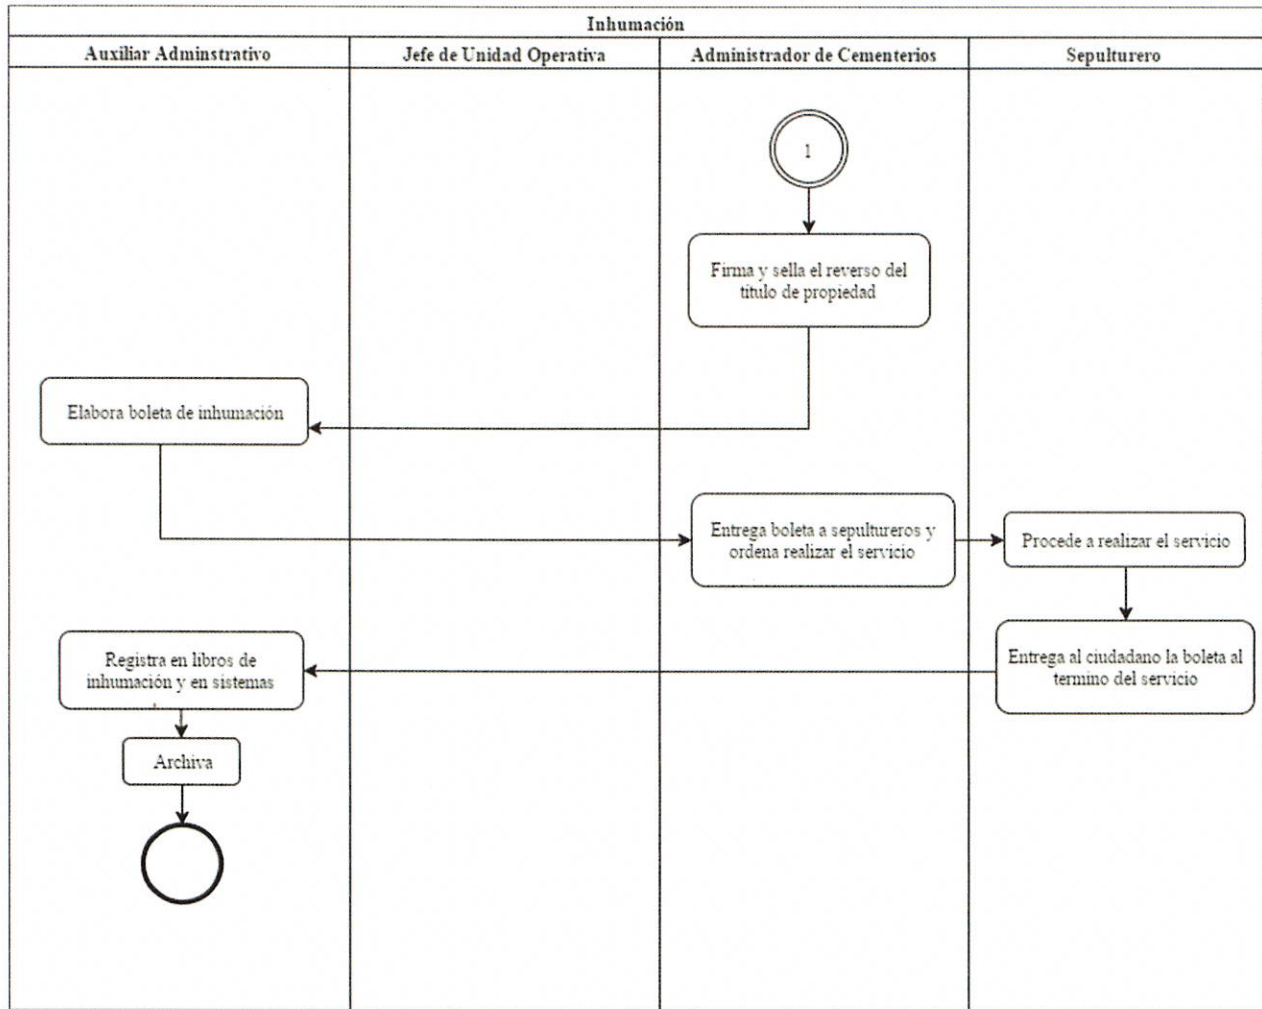 Inhumación
Auxiliar Adminstrativo
Jefe de Unidad Operativa
Administrador de Cementerios
Sepulturero
1
Firma y sella el reverso del
titulo de propiedad
Elabora boleta de inhumación
Entrega boleta a sepultureros y
ordena realizar el servicio
Procede a realizar el servicio
Entrega al ciudadano la boleta al
termino del servicio
Registra en libros de
inhumación y en sistemas
Archiva